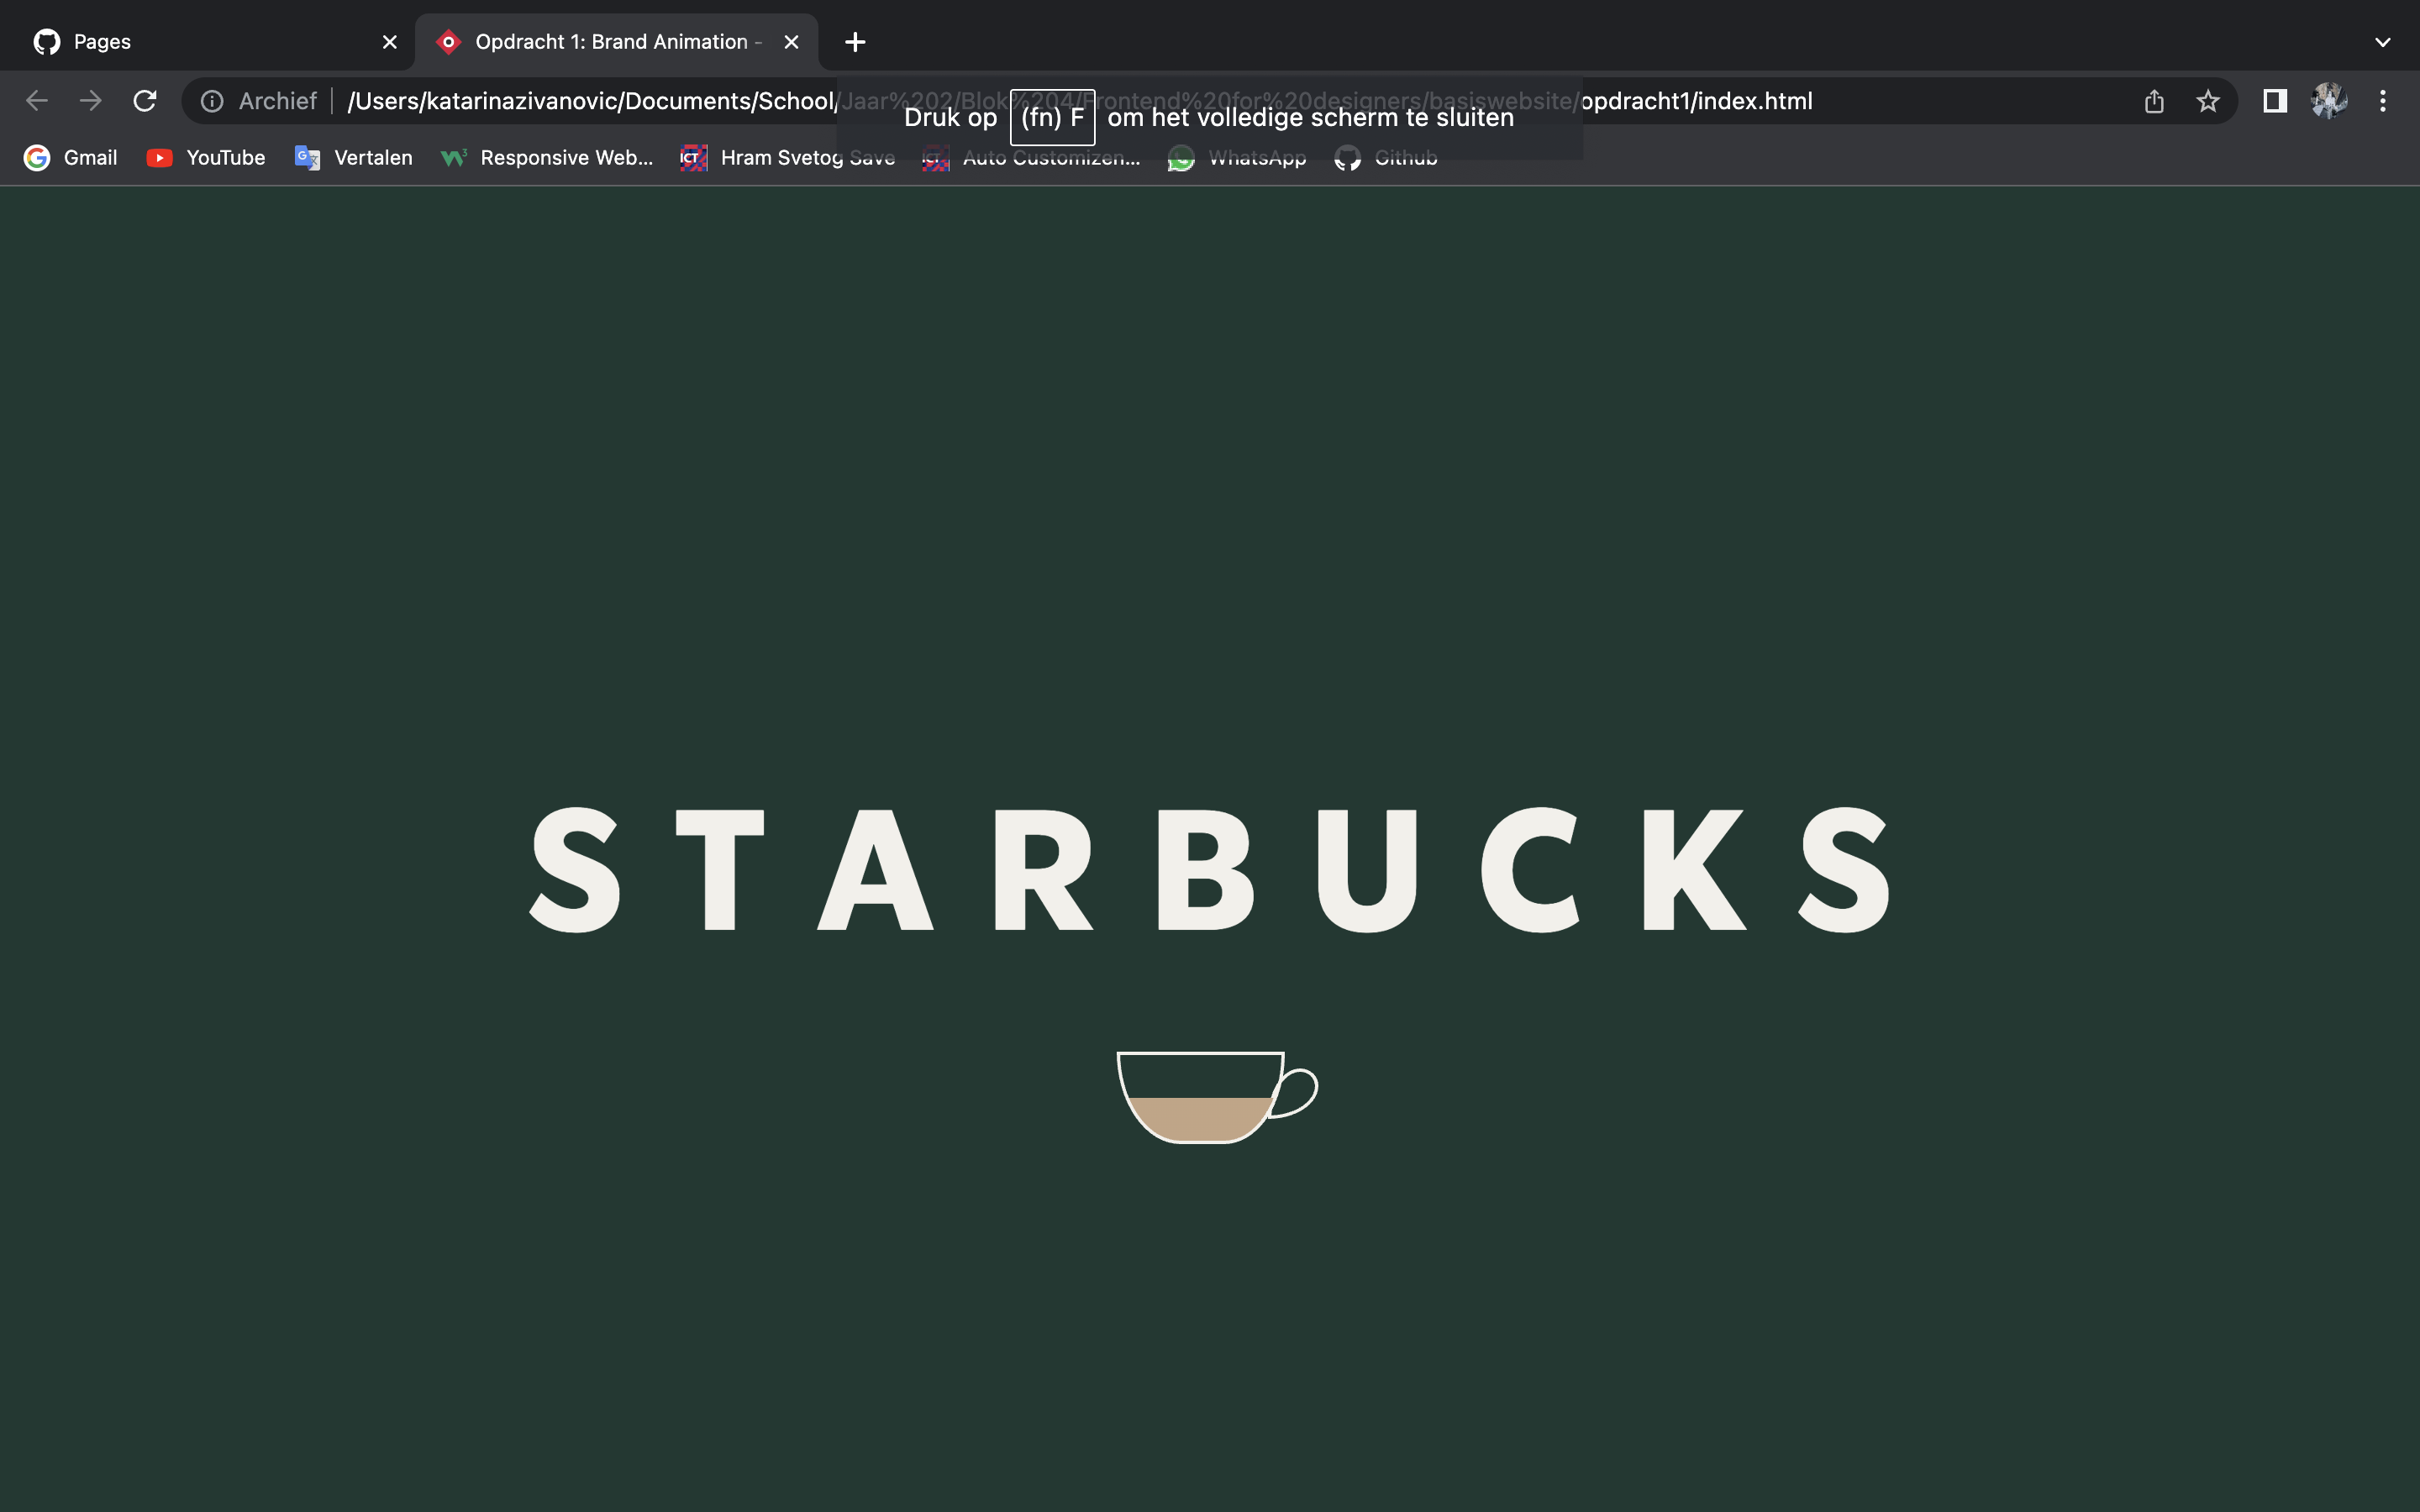 Pages
Opdracht 1: Brand Animation -
Archief
/Users/katarinazivanovic/Documents/School/Jaar%202/Blok%204/Frontend%20for%20designers/basiswebsite/opdracht1/index.html
Druk op (fn) F om het volledige scherm te sluiten
Gmail YouTube Vertalen Responsive Web... Hram Svetog Save Auto Customizen... WhatsApp Github
STARBUCKS